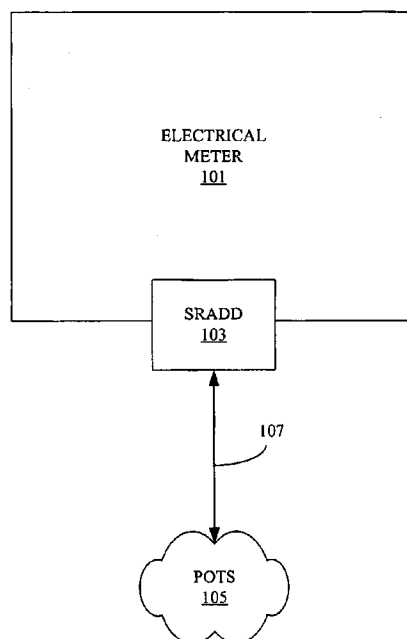 ELECTRICAL
METER
101
SRADD
103
107
POTS
105